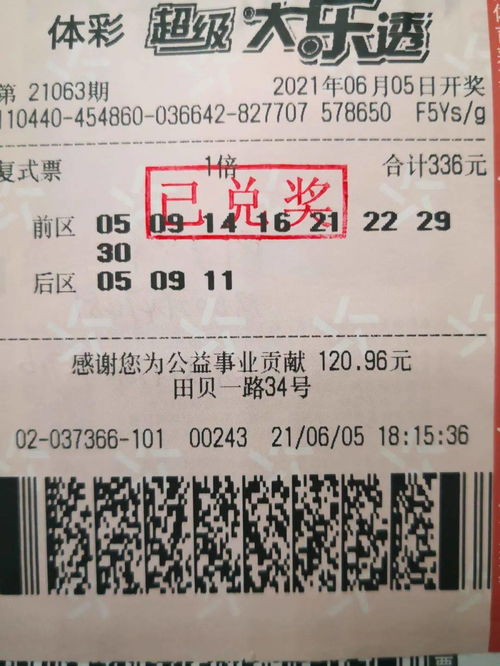 体彩 超级大乐透
第 21063期 2021年06月05日开奖
110440-454860-036642-827707 578650 F5Ys/g
复式票 1倍 合计336元
已兑奖
前区 05 09 14 16 21 22 29
30
后区 05 09 11
感谢您为公益事业贡献 120.96元
田贝一路34号
02-037366-101 00243 21/06/05 18:15:36